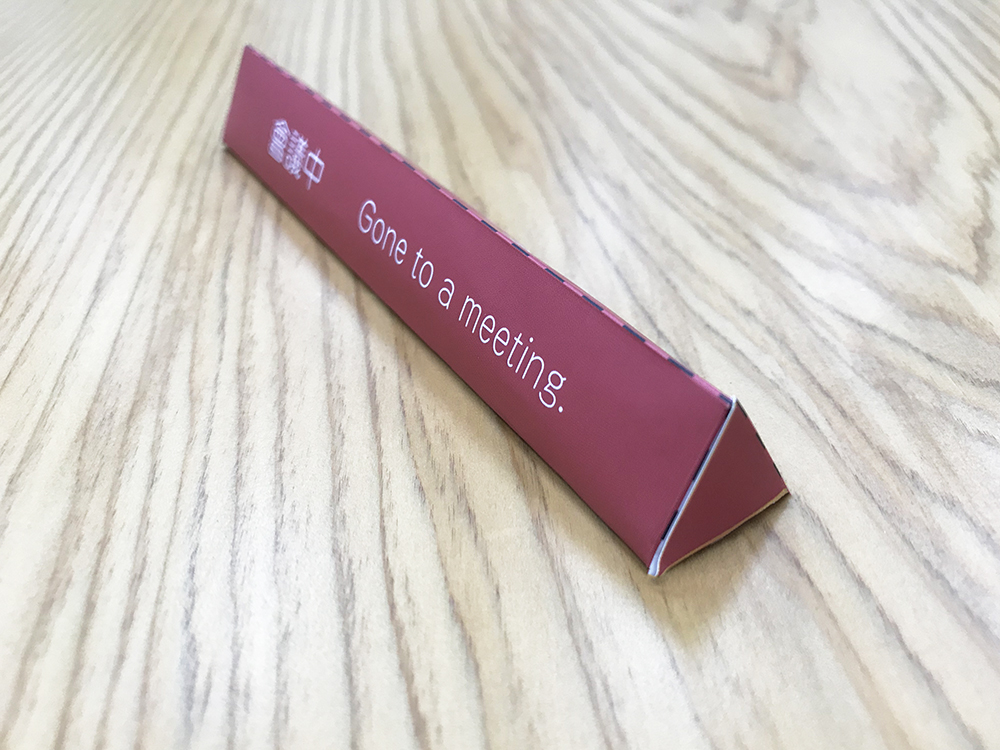 會議中 Gone to a meeting.